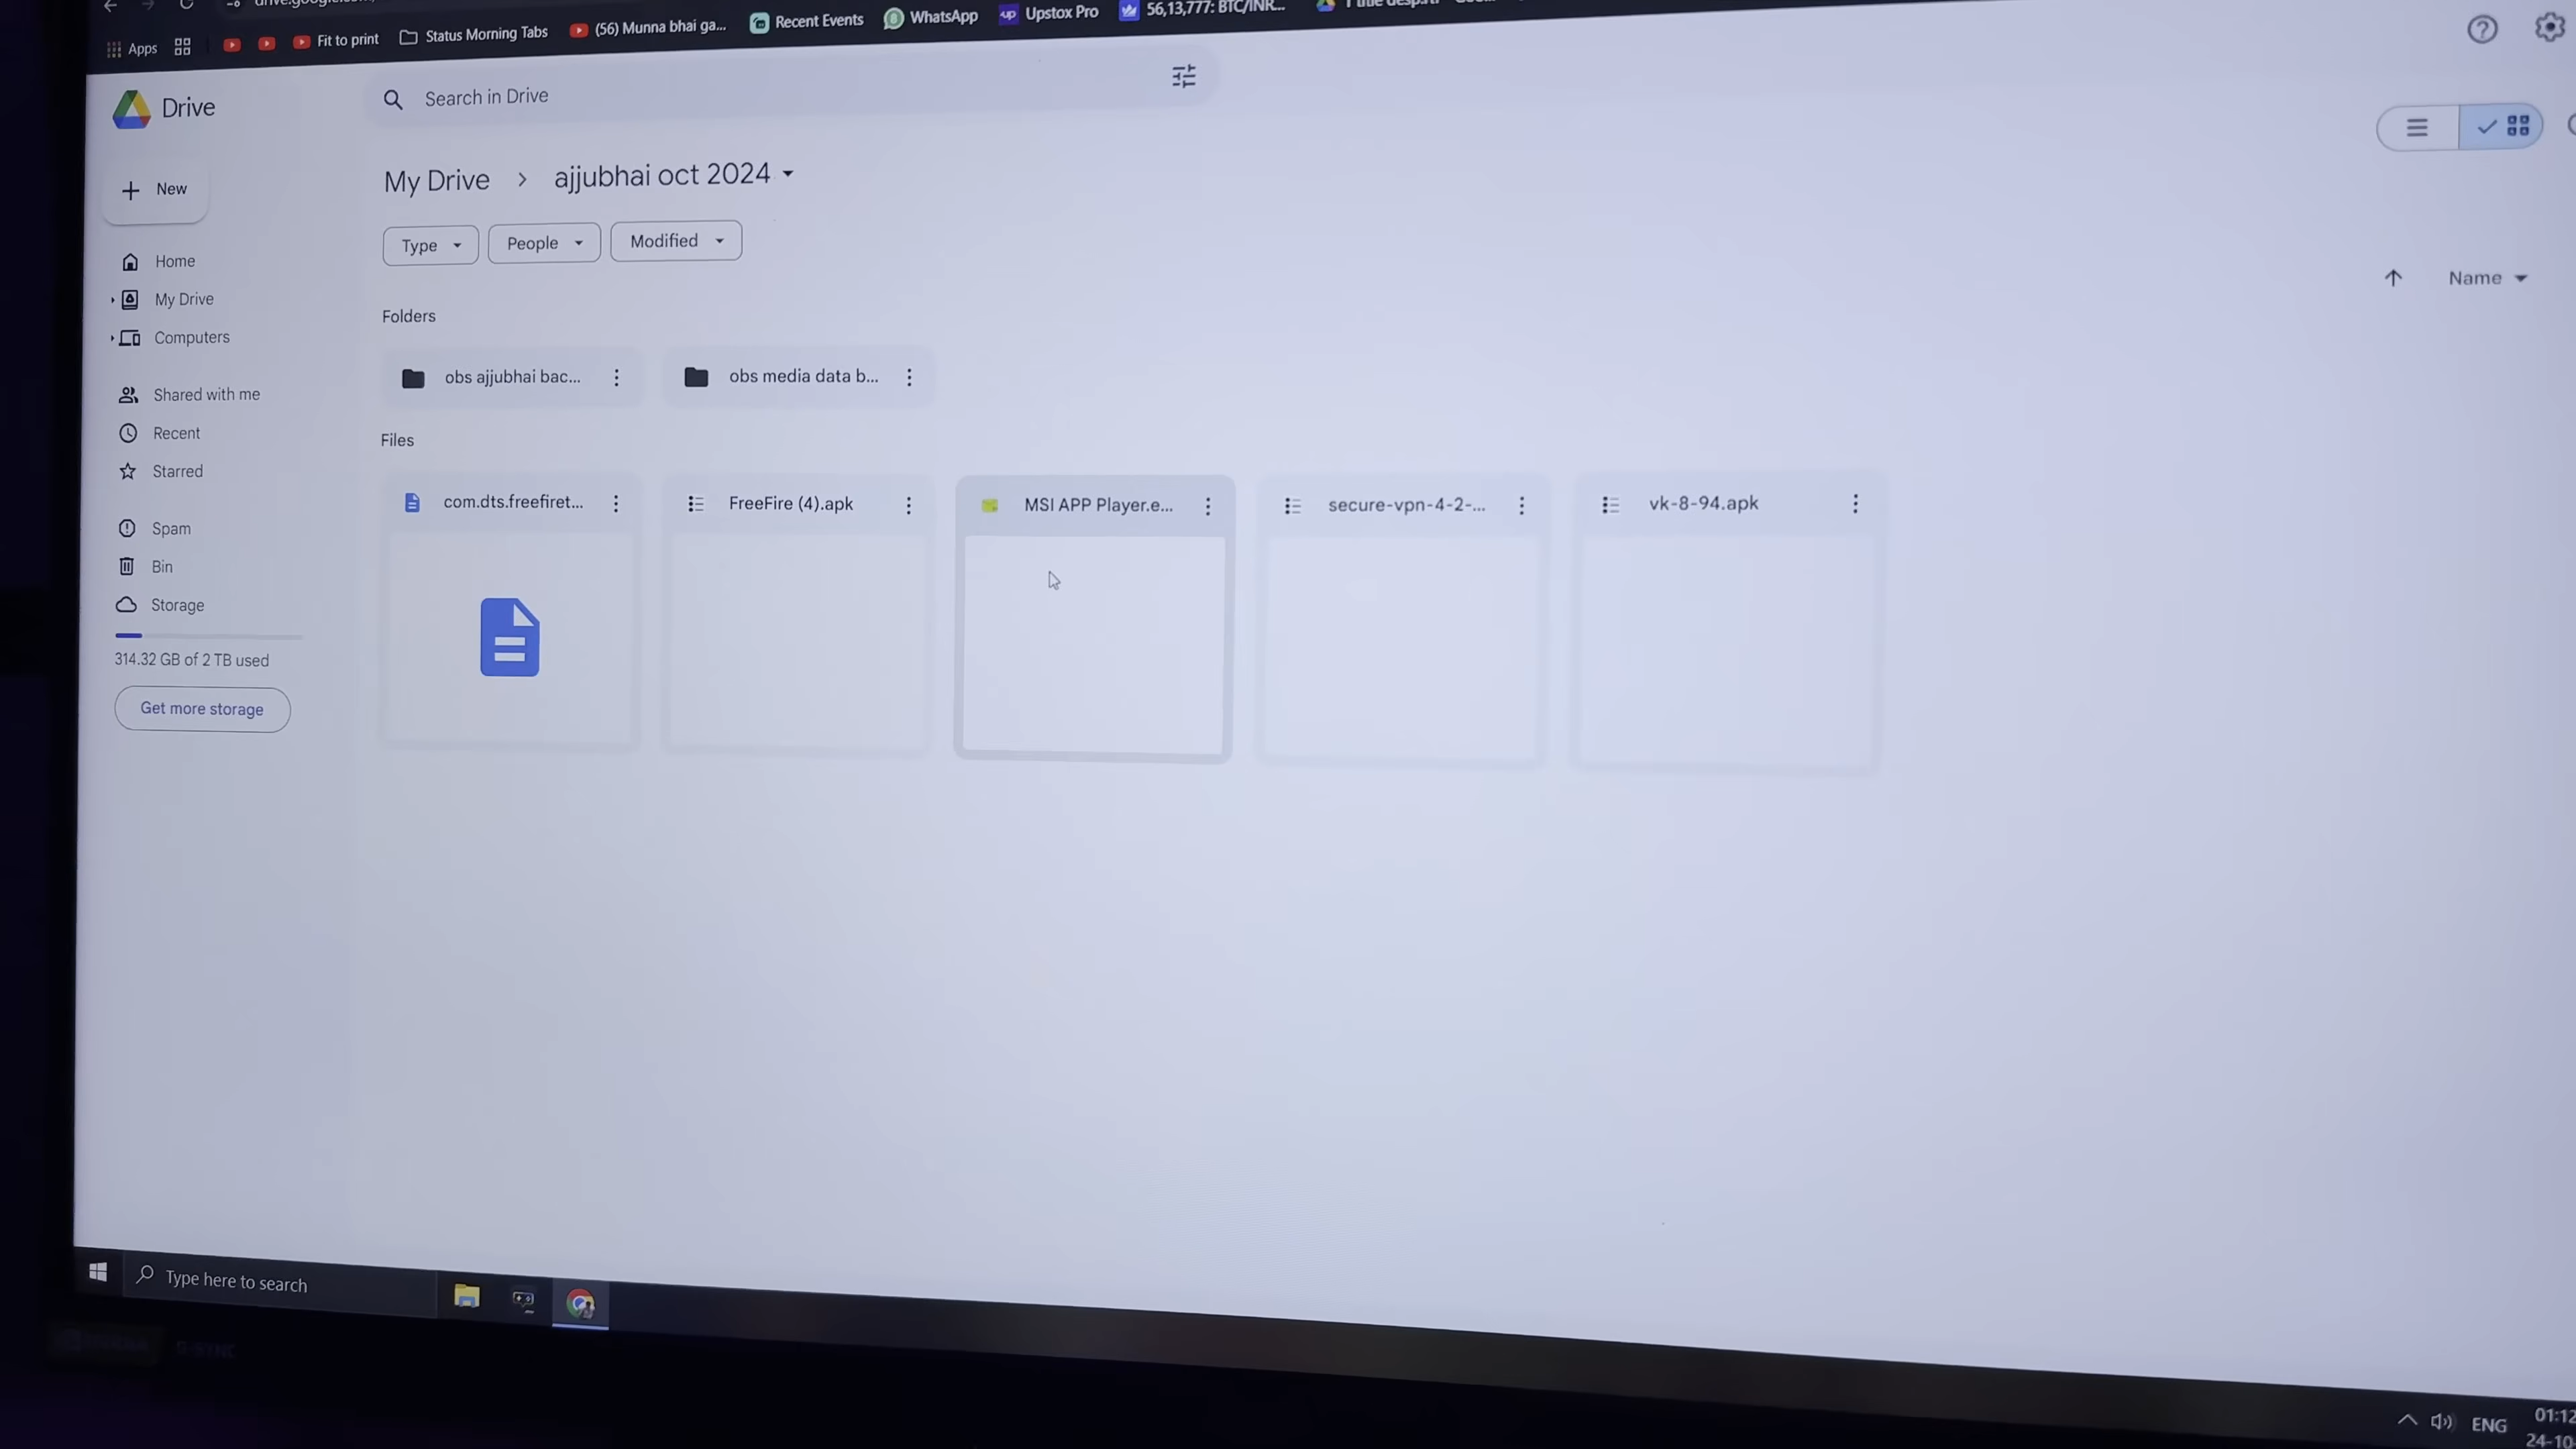 Apps
Fit to print
Status Morning Tabs
(56) Munna bhai ga...
Recent Events
WhatsApp
up Upstox Pro
56,13,777: BTC/INR...
Drive
Search in Drive
New
My Drive > ajjubhai oct 2024
Type
People
Modified
Home
My Drive
Computers
Shared with me
Recent
Starred
Spam
Bin
Storage
314.32 GB of 2 TB used
Get more storage
Name
Folders
obs ajjubhai bac...
obs media data b...
Files
com.dts.freefiret...
FreeFire (4).apk
MSI APP Player.e...
secure-vpn-4-2-...
vk-8-94.apk
Type here to search
ENG
01:12
24-10